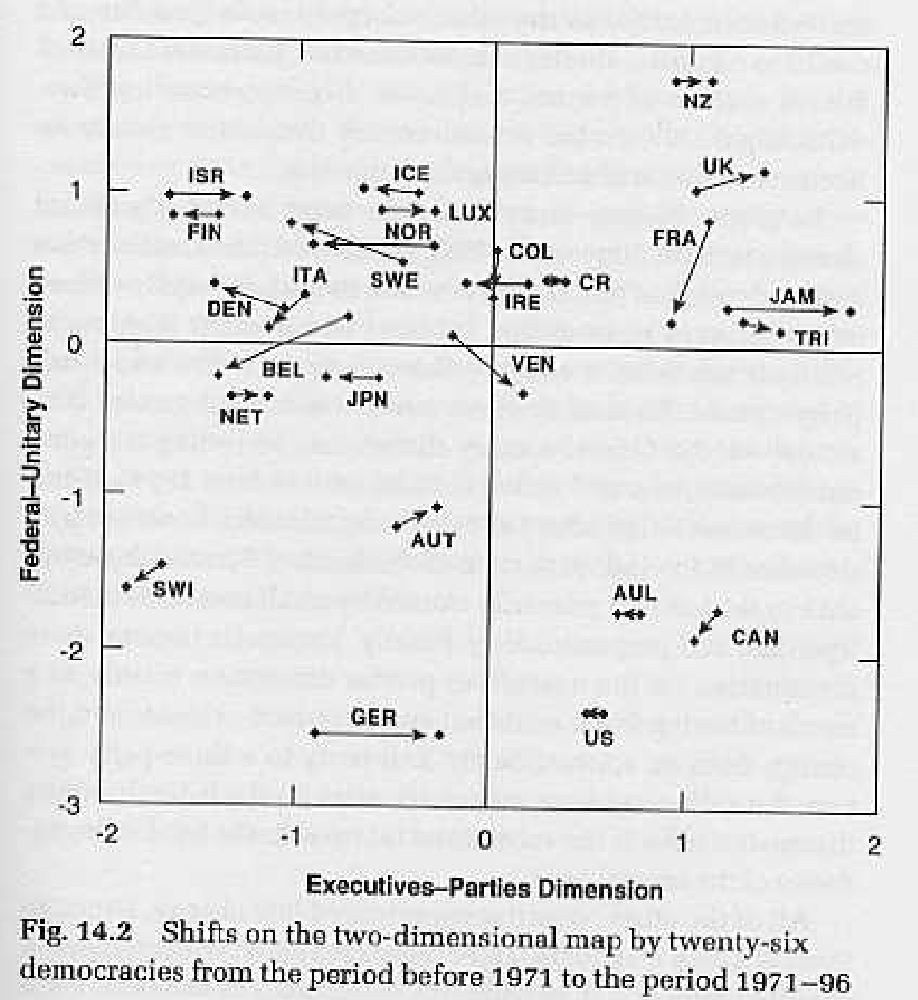 2
NZ
UK
ISR
ICE
1
LUX
FIN
NOR
FRA
COL
ITA
SWE
CR
DEN
IRE
JAM
TRI
0
VEN
BEL
JPN
NET
-1
AUT
SWI
AUL
CAN
-2
GER
US
-3
-2
-1
0
1
2
Federal–Unitary Dimension
Executives–Parties Dimension
Fig. 14.2 Shifts on the two-dimensional map by twenty-six
democracies from the period before 1971 to the period 1971–96